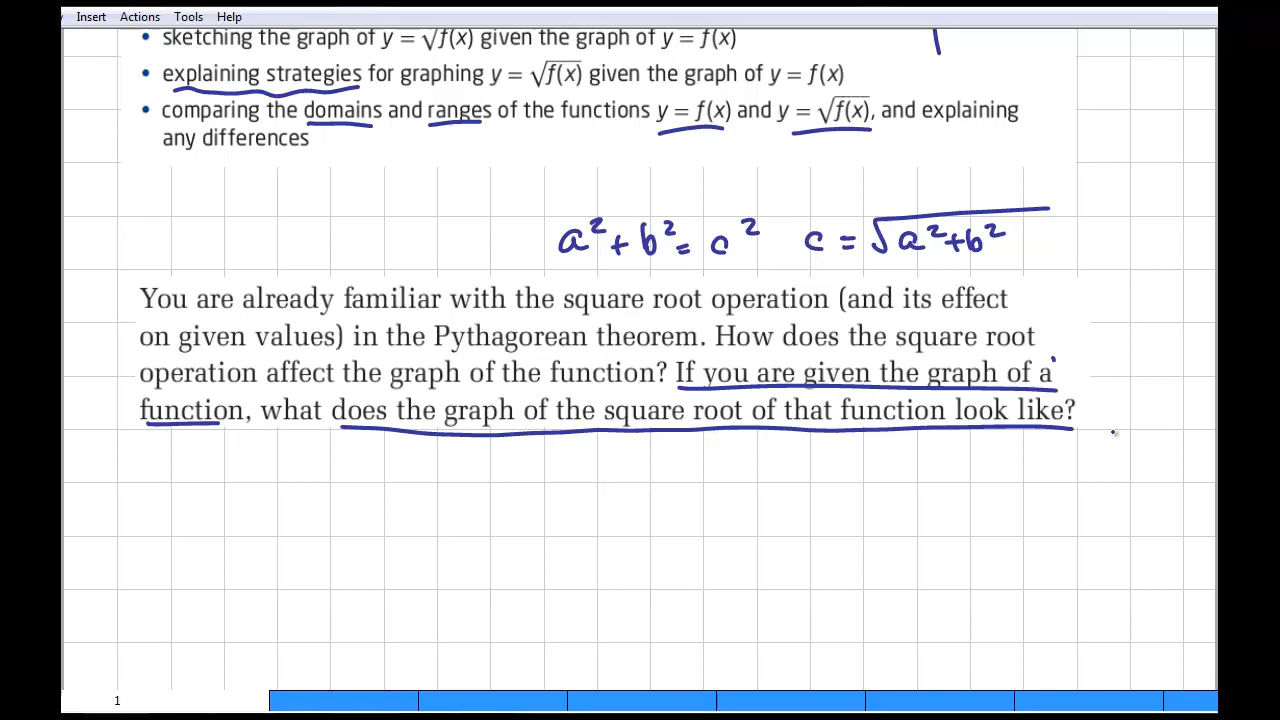 Insert Actions Tools Help
• sketching the graph of y = √f(x) given the graph of y = f(x)
• explaining strategies for graphing y = √f(x) given the graph of y = f(x)
• comparing the domains and ranges of the functions y = f(x) and y = √f(x), and explaining
any differences
a² + b² = c² c = √a²+b²
You are already familiar with the square root operation (and its effect
on given values) in the Pythagorean theorem. How does the square root
operation affect the graph of the function? If you are given the graph of a
function, what does the graph of the square root of that function look like?
1